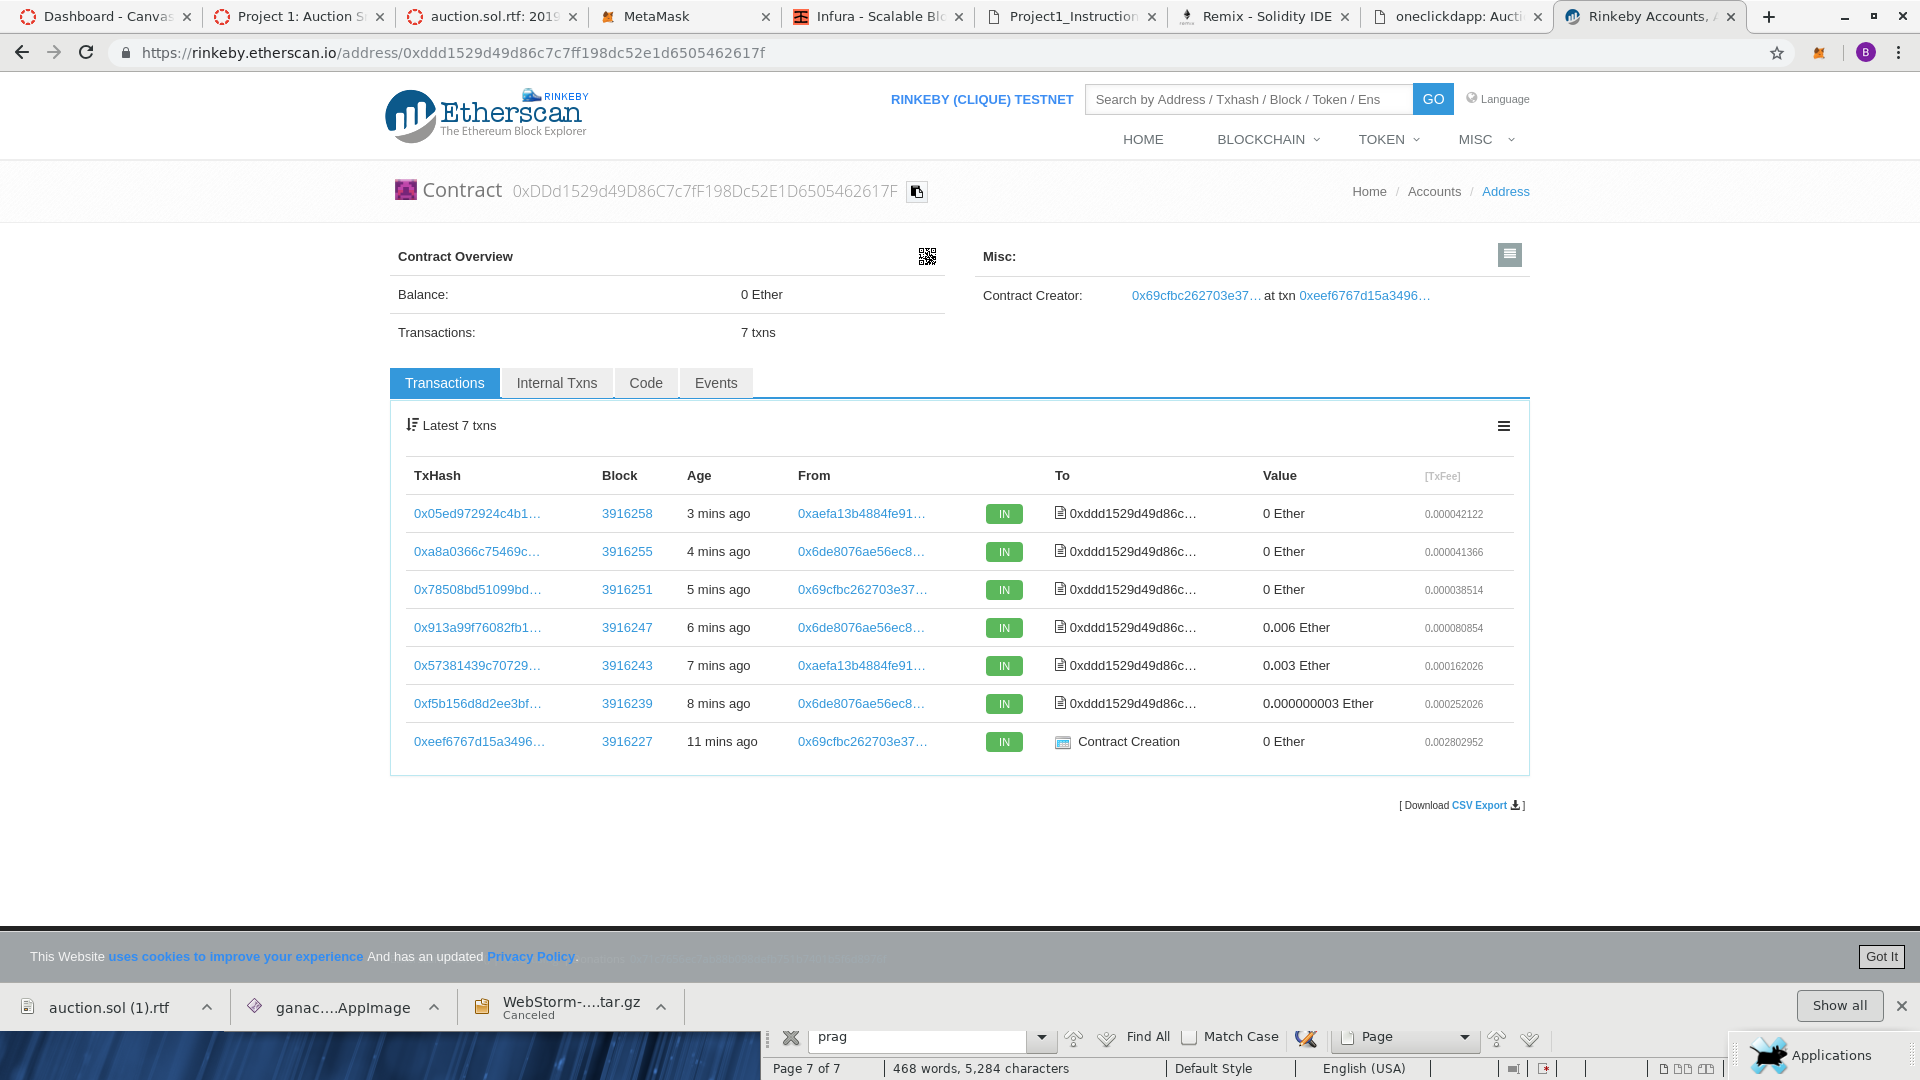 Dashboard - Canvas
Project 1: Auction S
auction.sol.rtf: 2019
MetaMask
Infura - Scalable Blo
Project1_Instruction
Remix - Solidity IDE
oneclickdapp: Aucti
Rinkeby Accounts, A
https://rinkeby.etherscan.io/address/0xddd1529d49d86c7c7ff198dc52e1d6505462617f
B
RINKEBY
Etherscan
The Ethereum Block Explorer
RINKEBY (CLIQUE) TESTNET
Search by Address / Txhash / Block / Token / Ens
GO
Language
HOME BLOCKCHAIN TOKEN MISC
Contract 0xDDd1529d49D86C7c7fF198Dc52E1D6505462617F
Home / Accounts / Address
Contract Overview
Balance: 0 Ether
Transactions: 7 txns
Misc:
Contract Creator: 0x69cfbc262703e37... at txn 0xeef6767d15a3496...
Transactions Internal Txns Code Events
Latest 7 txns
TxHash Block Age From To Value [TxFee]
0x05ed972924c4b1... 3916258 3 mins ago 0xaefa13b4884fe91... IN 0xddd1529d49d86c... 0 Ether 0.000042122
0xa8a0366c75469c... 3916255 4 mins ago 0x6de8076ae56ec8... IN 0xddd1529d49d86c... 0 Ether 0.000041366
0x78508bd51099bd... 3916251 5 mins ago 0x69cfbc262703e37... IN 0xddd1529d49d86c... 0 Ether 0.000038514
0x913a99f76082fb1... 3916247 6 mins ago 0x6de8076ae56ec8... IN 0xddd1529d49d86c... 0.006 Ether 0.000080854
0x57381439c70729... 3916243 7 mins ago 0xaefa13b4884fe91... IN 0xddd1529d49d86c... 0.003 Ether 0.000162026
0xf5b156d8d2ee3bf... 3916239 8 mins ago 0x6de8076ae56ec8... IN 0xddd1529d49d86c... 0.000000003 Ether 0.000252026
0xeef6767d15a3496... 3916227 11 mins ago 0x69cfbc262703e37... IN Contract Creation 0 Ether 0.002802952
[ Download CSV Export ]
This Website uses cookies to improve your experience And has an updated Privacy Policy.
Got It
auction.sol (1).rtf
ganac....AppImage
WebStorm-....tar.gz
Canceled
Show all
prag
Find All
Match Case
Page
Page 7 of 7
468 words, 5,284 characters
Default Style
English (USA)
Applications